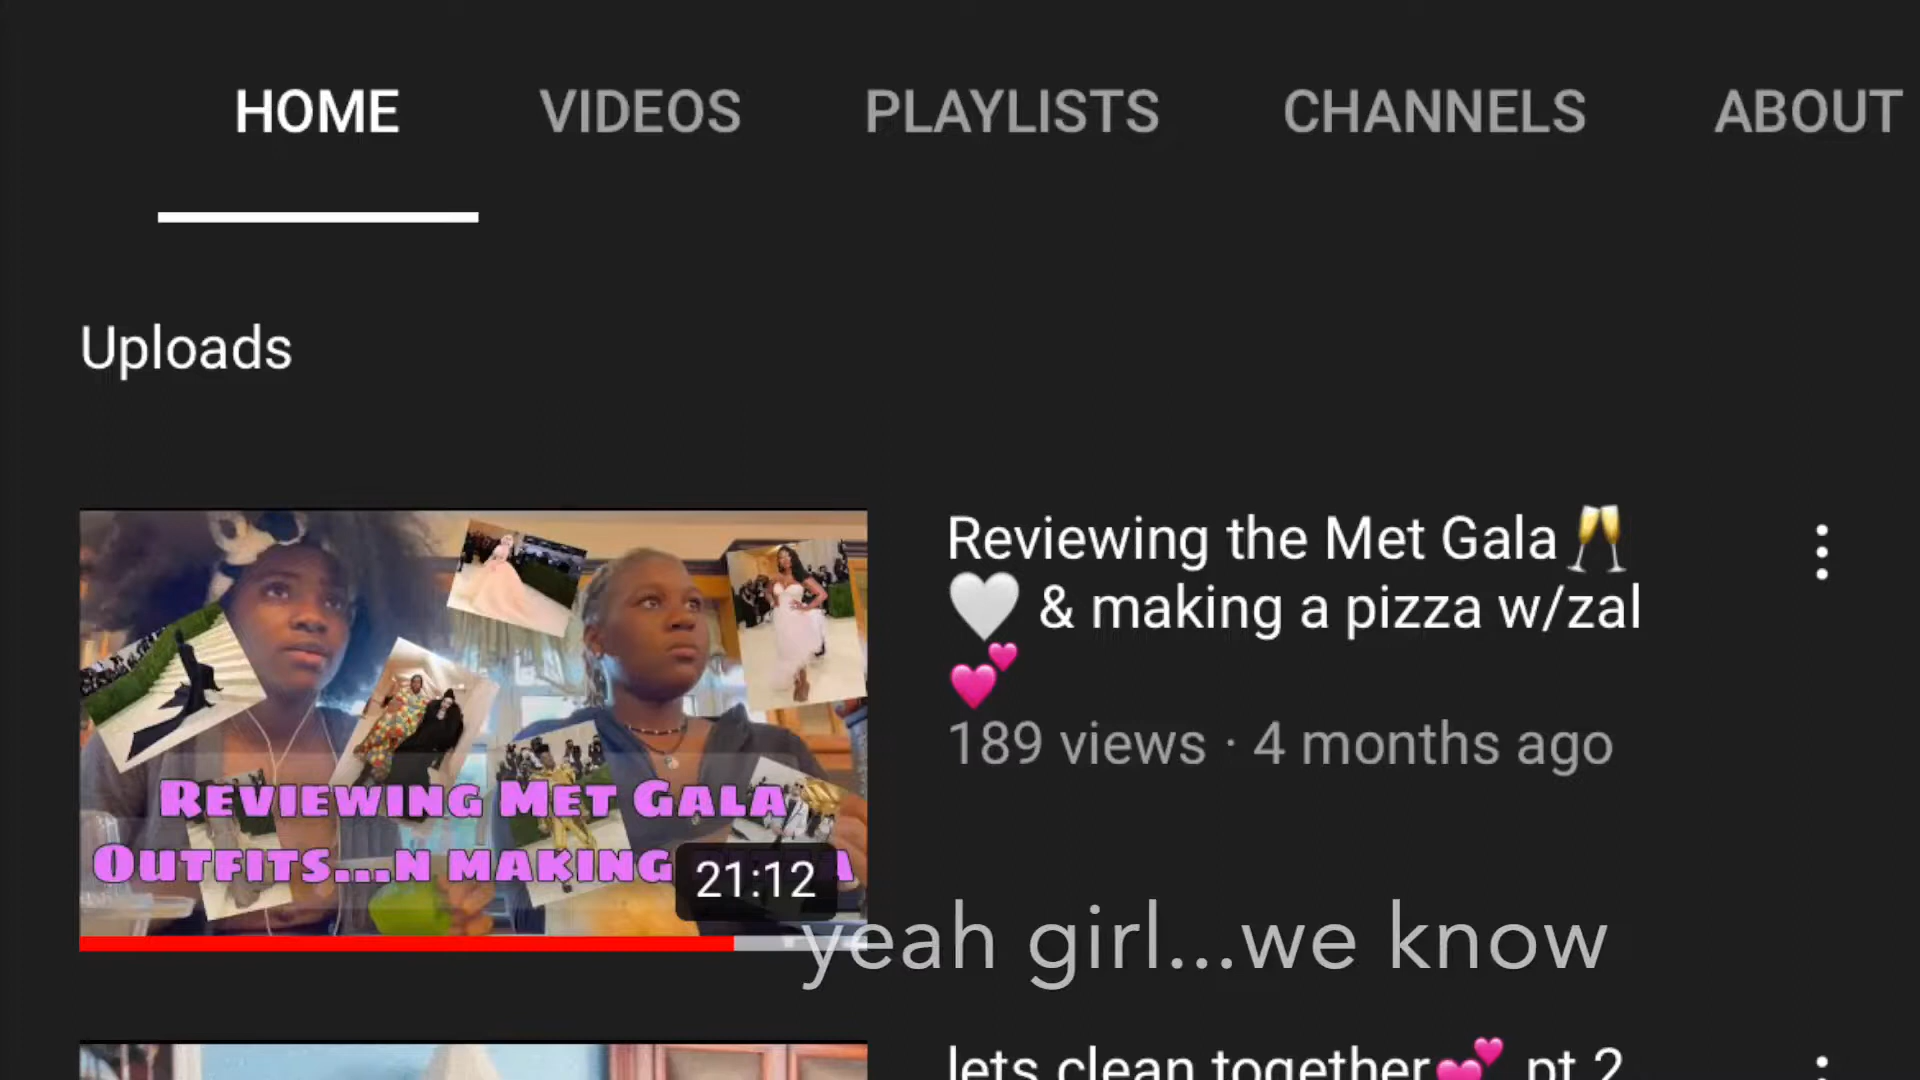 HOME VIDEOS PLAYLISTS CHANNELS ABOUT
Uploads
Reviewing the Met Gala🥂
🤍 & making a pizza w/zal
💕
189 views · 4 months ago
Reviewing Met Gala
Outfits...n making
21:12
yeah girl...we know
lets clean together💕 pt 2